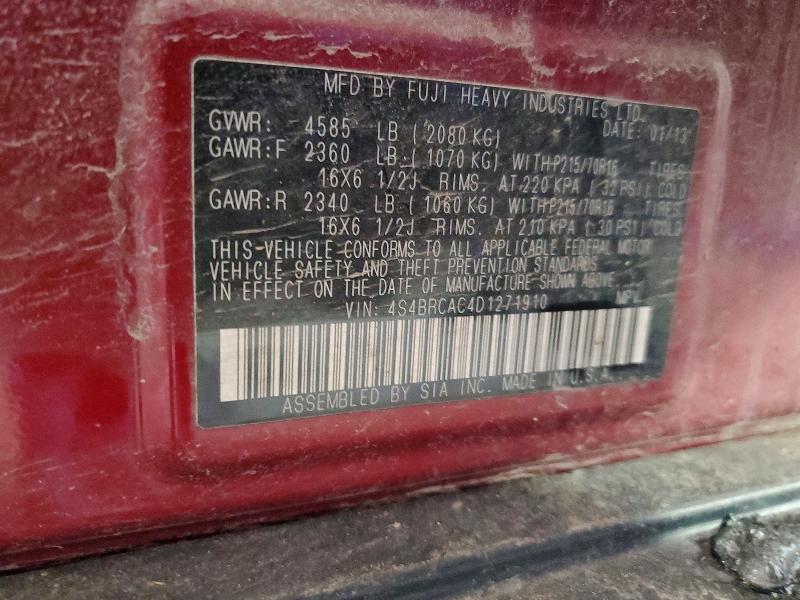 MFD BY FUJI HEAVY INDUSTRIES LTD.
GVWR: 4585 LB ( 2080 KG) DATE: 01/13
GAWR:F 2360 LB ( 1070 KG) WITH P215/70R16 TIRES
16X6 1/2J RIMS. AT 220 KPA ( 32 PSI) COLD
GAWR:R 2340 LB ( 1060 KG) WITH P215/70R16 TIRES
16X6 1/2J RIMS. AT 210 KPA ( 30 PSI) COLD
THIS VEHICLE CONFORMS TO ALL APPLICABLE FEDERAL MOTOR
VEHICLE SAFETY AND THEFT PREVENTION STANDARDS
IN EFFECT ON THE DATE OF MANUFACTURE SHOWN ABOVE.
VIN: 4S4BRCAC4D1271910 MPV
ASSEMBLED BY SIA INC. MADE IN U.S.A.